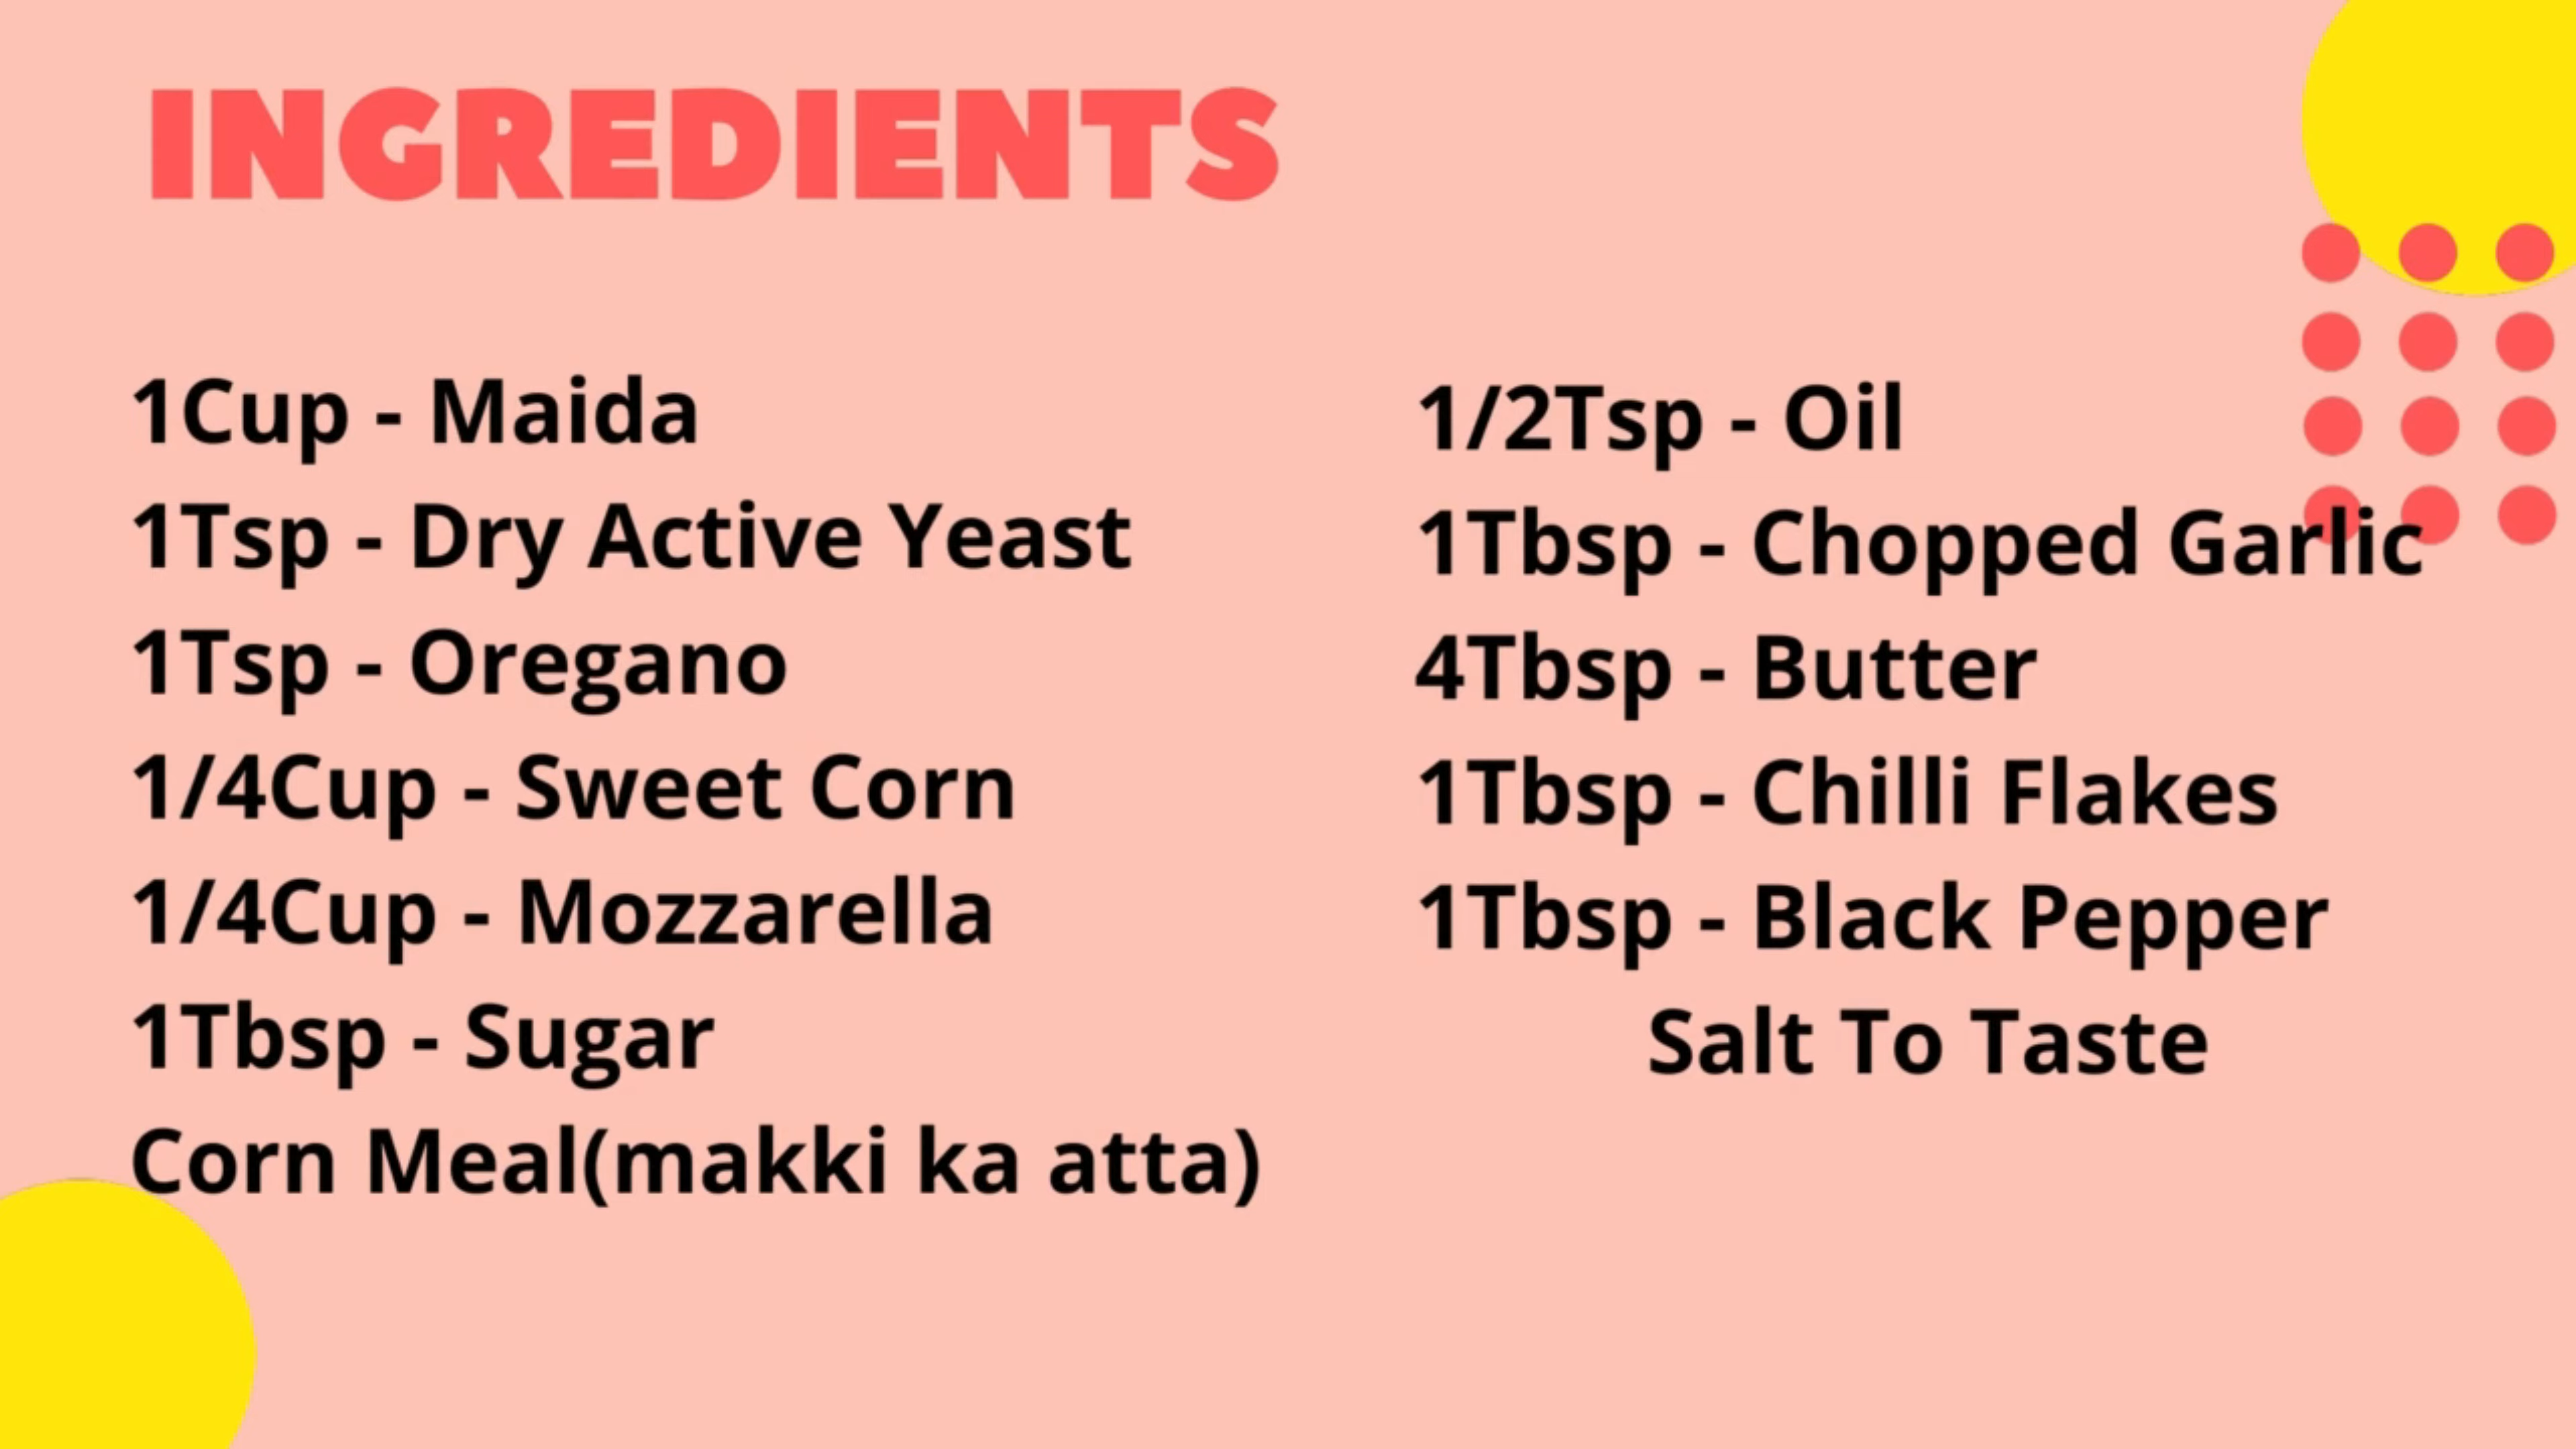 INGREDIENTS
1Cup - Maida
1Tsp - Dry Active Yeast
1Tsp - Oregano
1/4Cup - Sweet Corn
1/4Cup - Mozzarella
1Tbsp - Sugar
Corn Meal(makki ka atta)
1/2Tsp - Oil
1Tbsp - Chopped Garlic
4Tbsp - Butter
1Tbsp - Chilli Flakes
1Tbsp - Black Pepper
Salt To Taste